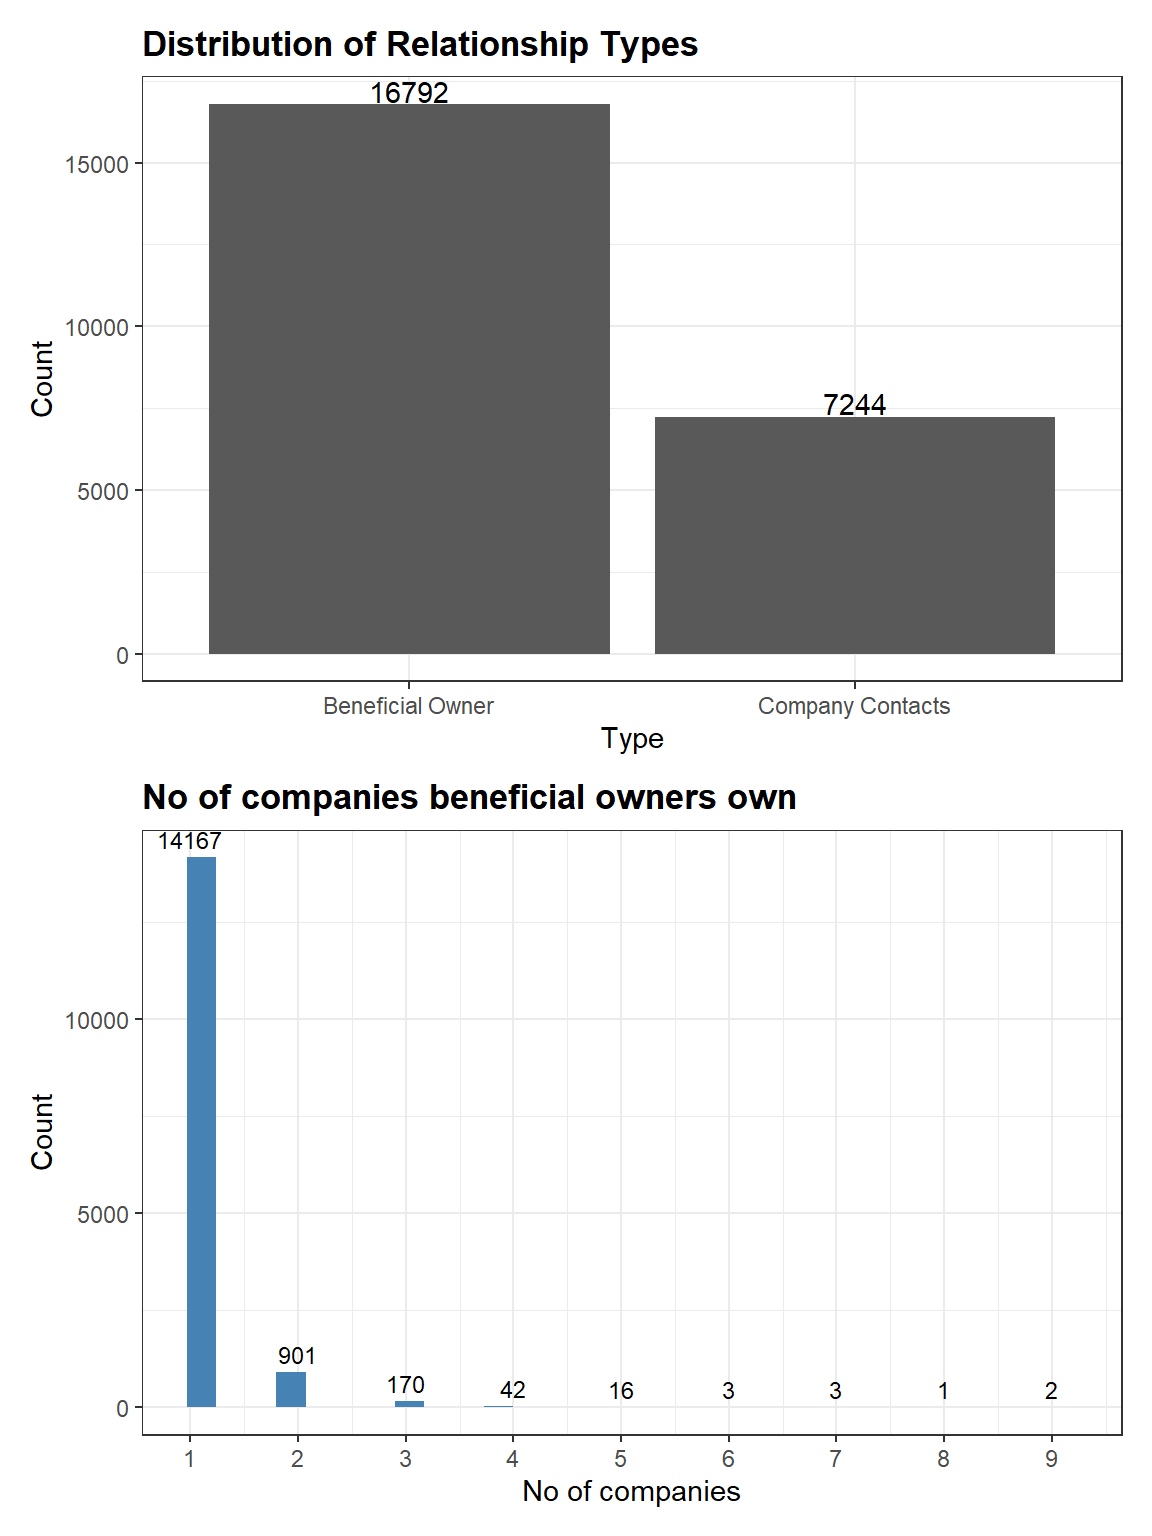 Distribution of Relationship Types
16792
15000
10000
7244
5000
0
Count
Beneficial Owner Company Contacts
Type
No of companies beneficial owners own
14167
10000
5000
901
170 42 16 3 3 1 2
0
Count
1 2 3 4 5 6 7 8 9
No of companies